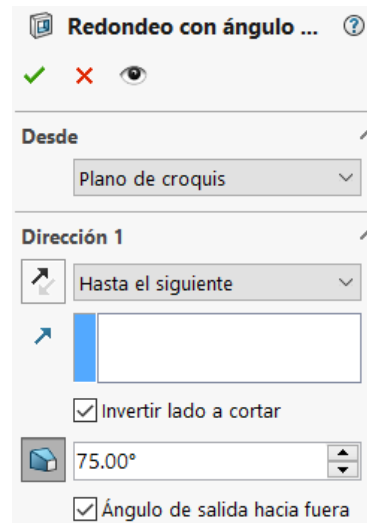 Redondeo con ángulo ...
Desde
Plano de croquis
Dirección 1
Hasta el siguiente
Invertir lado a cortar
75.00°
Ángulo de salida hacia fuera